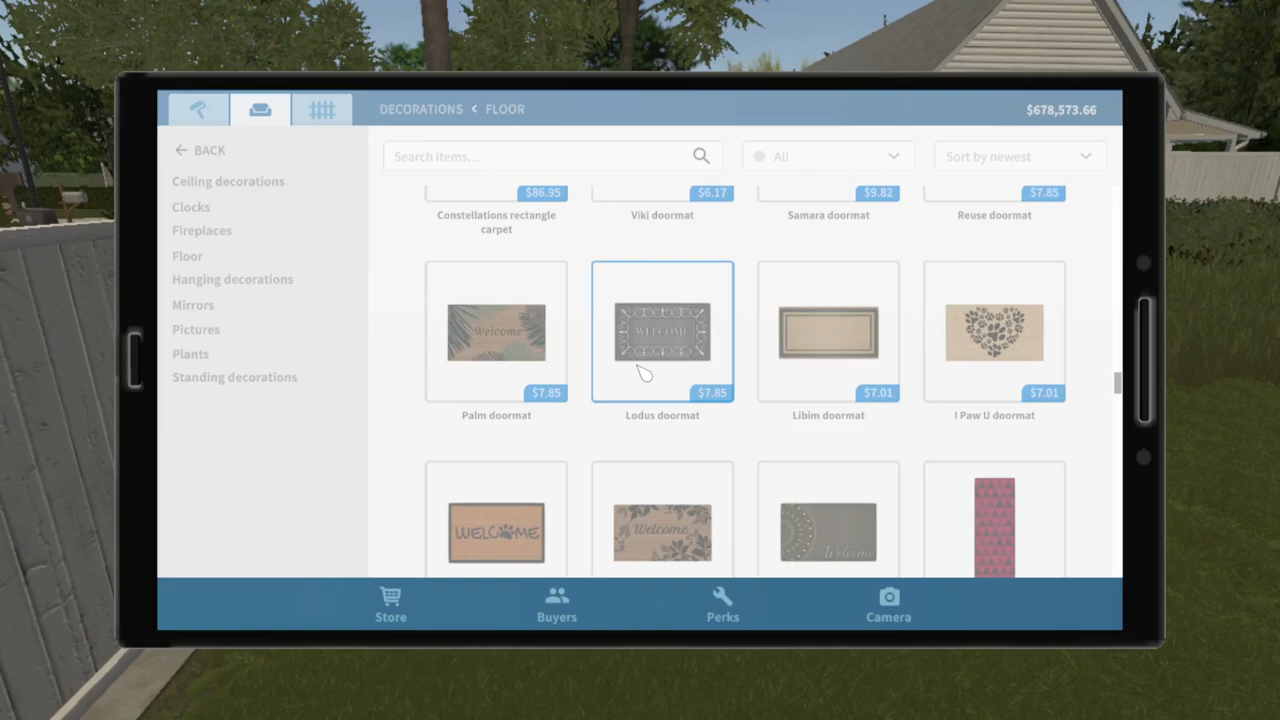 DECORATIONS < FLOOR
$678,573.66
BACK
Search items...
All
Sort by newest
Ceiling decorations
Clocks
Fireplaces
Floor
Hanging decorations
Mirrors
Pictures
Plants
Standing decorations
$86.95
$6.17
$9.82
$7.85
Constellations rectangle
carpet
Viki doormat
Samara doormat
Reuse doormat
Welcome
WELCOME
$7.85
$7.85
$7.01
$7.01
Palm doormat
Lodus doormat
Libim doormat
I Paw U doormat
WELCOME
Welcome
Welcome
Store
Buyers
Perks
Camera